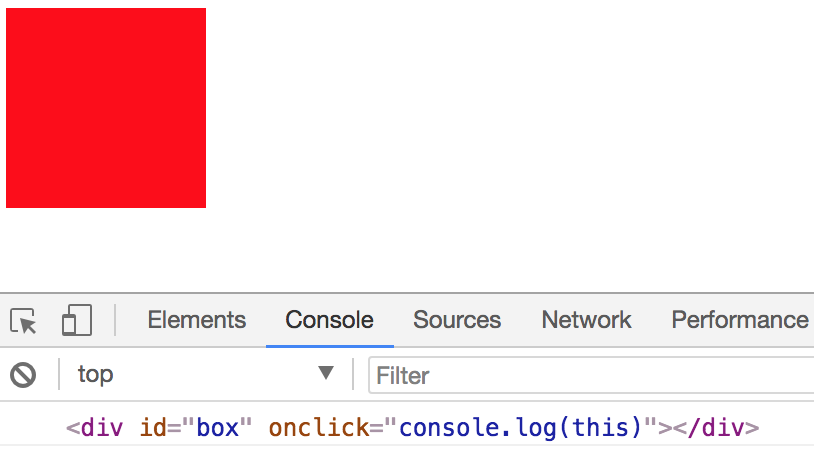 Elements Console Sources Network Performance
top Filter
<div id="box" onclick="console.log(this)"></div>